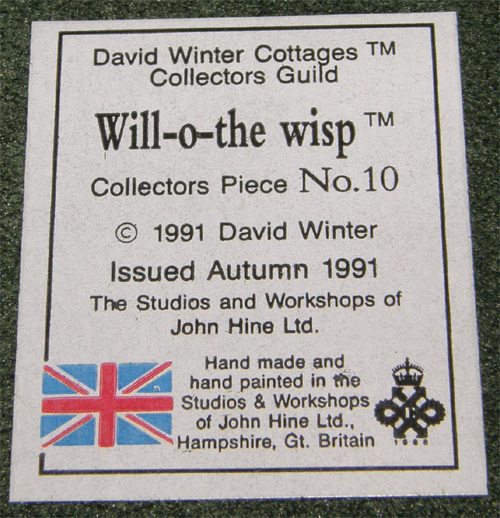 David Winter Cottages ™
Collectors Guild
Will-o-the wisp ™
Collectors Piece No.10
© 1991 David Winter
Issued Autumn 1991
The Studios and Workshops of
John Hine Ltd.
Hand made and
hand painted in the
Studios & Workshops
of John Hine Ltd.,
Hampshire, Gt. Britain